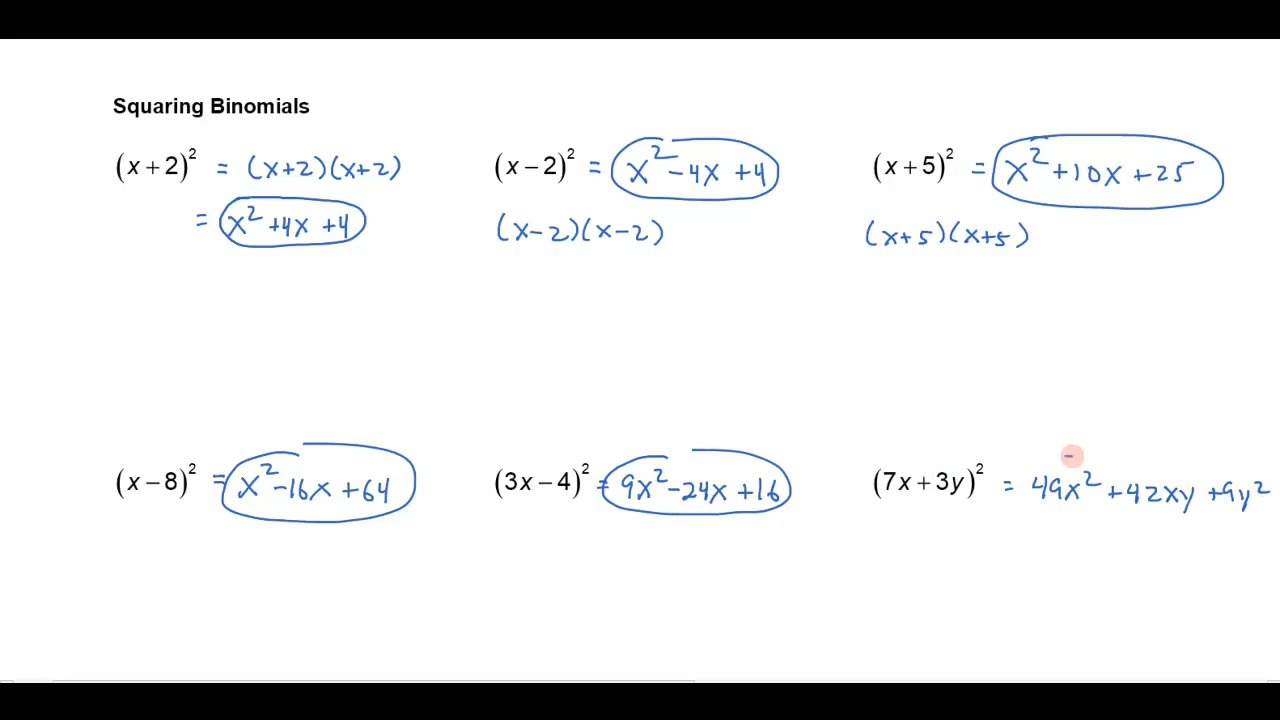 Squaring Binomials
(x + 2)² = (x+2)(x+2)
= x² +4x +4
(x − 2)² = x² −4x +4
(x−2)(x−2)
(x + 5)² = x² +10x +25
(x+5)(x+5)
(x − 8)² = x² −16x +64
(3x − 4)² = 9x² −24x +16
(7x + 3y)² = 49x² +42xy +9y²